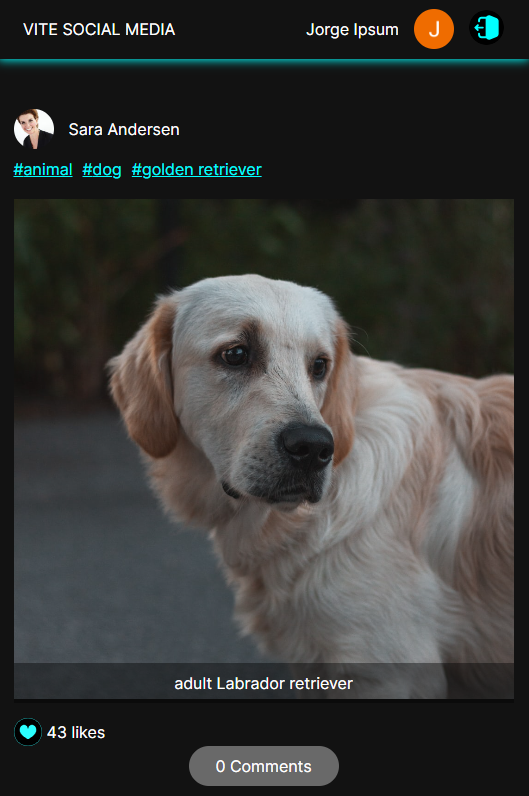 VITE SOCIAL MEDIA Jorge Ipsum J
Sara Andersen
#animal #dog #golden retriever
adult Labrador retriever
43 likes
0 Comments